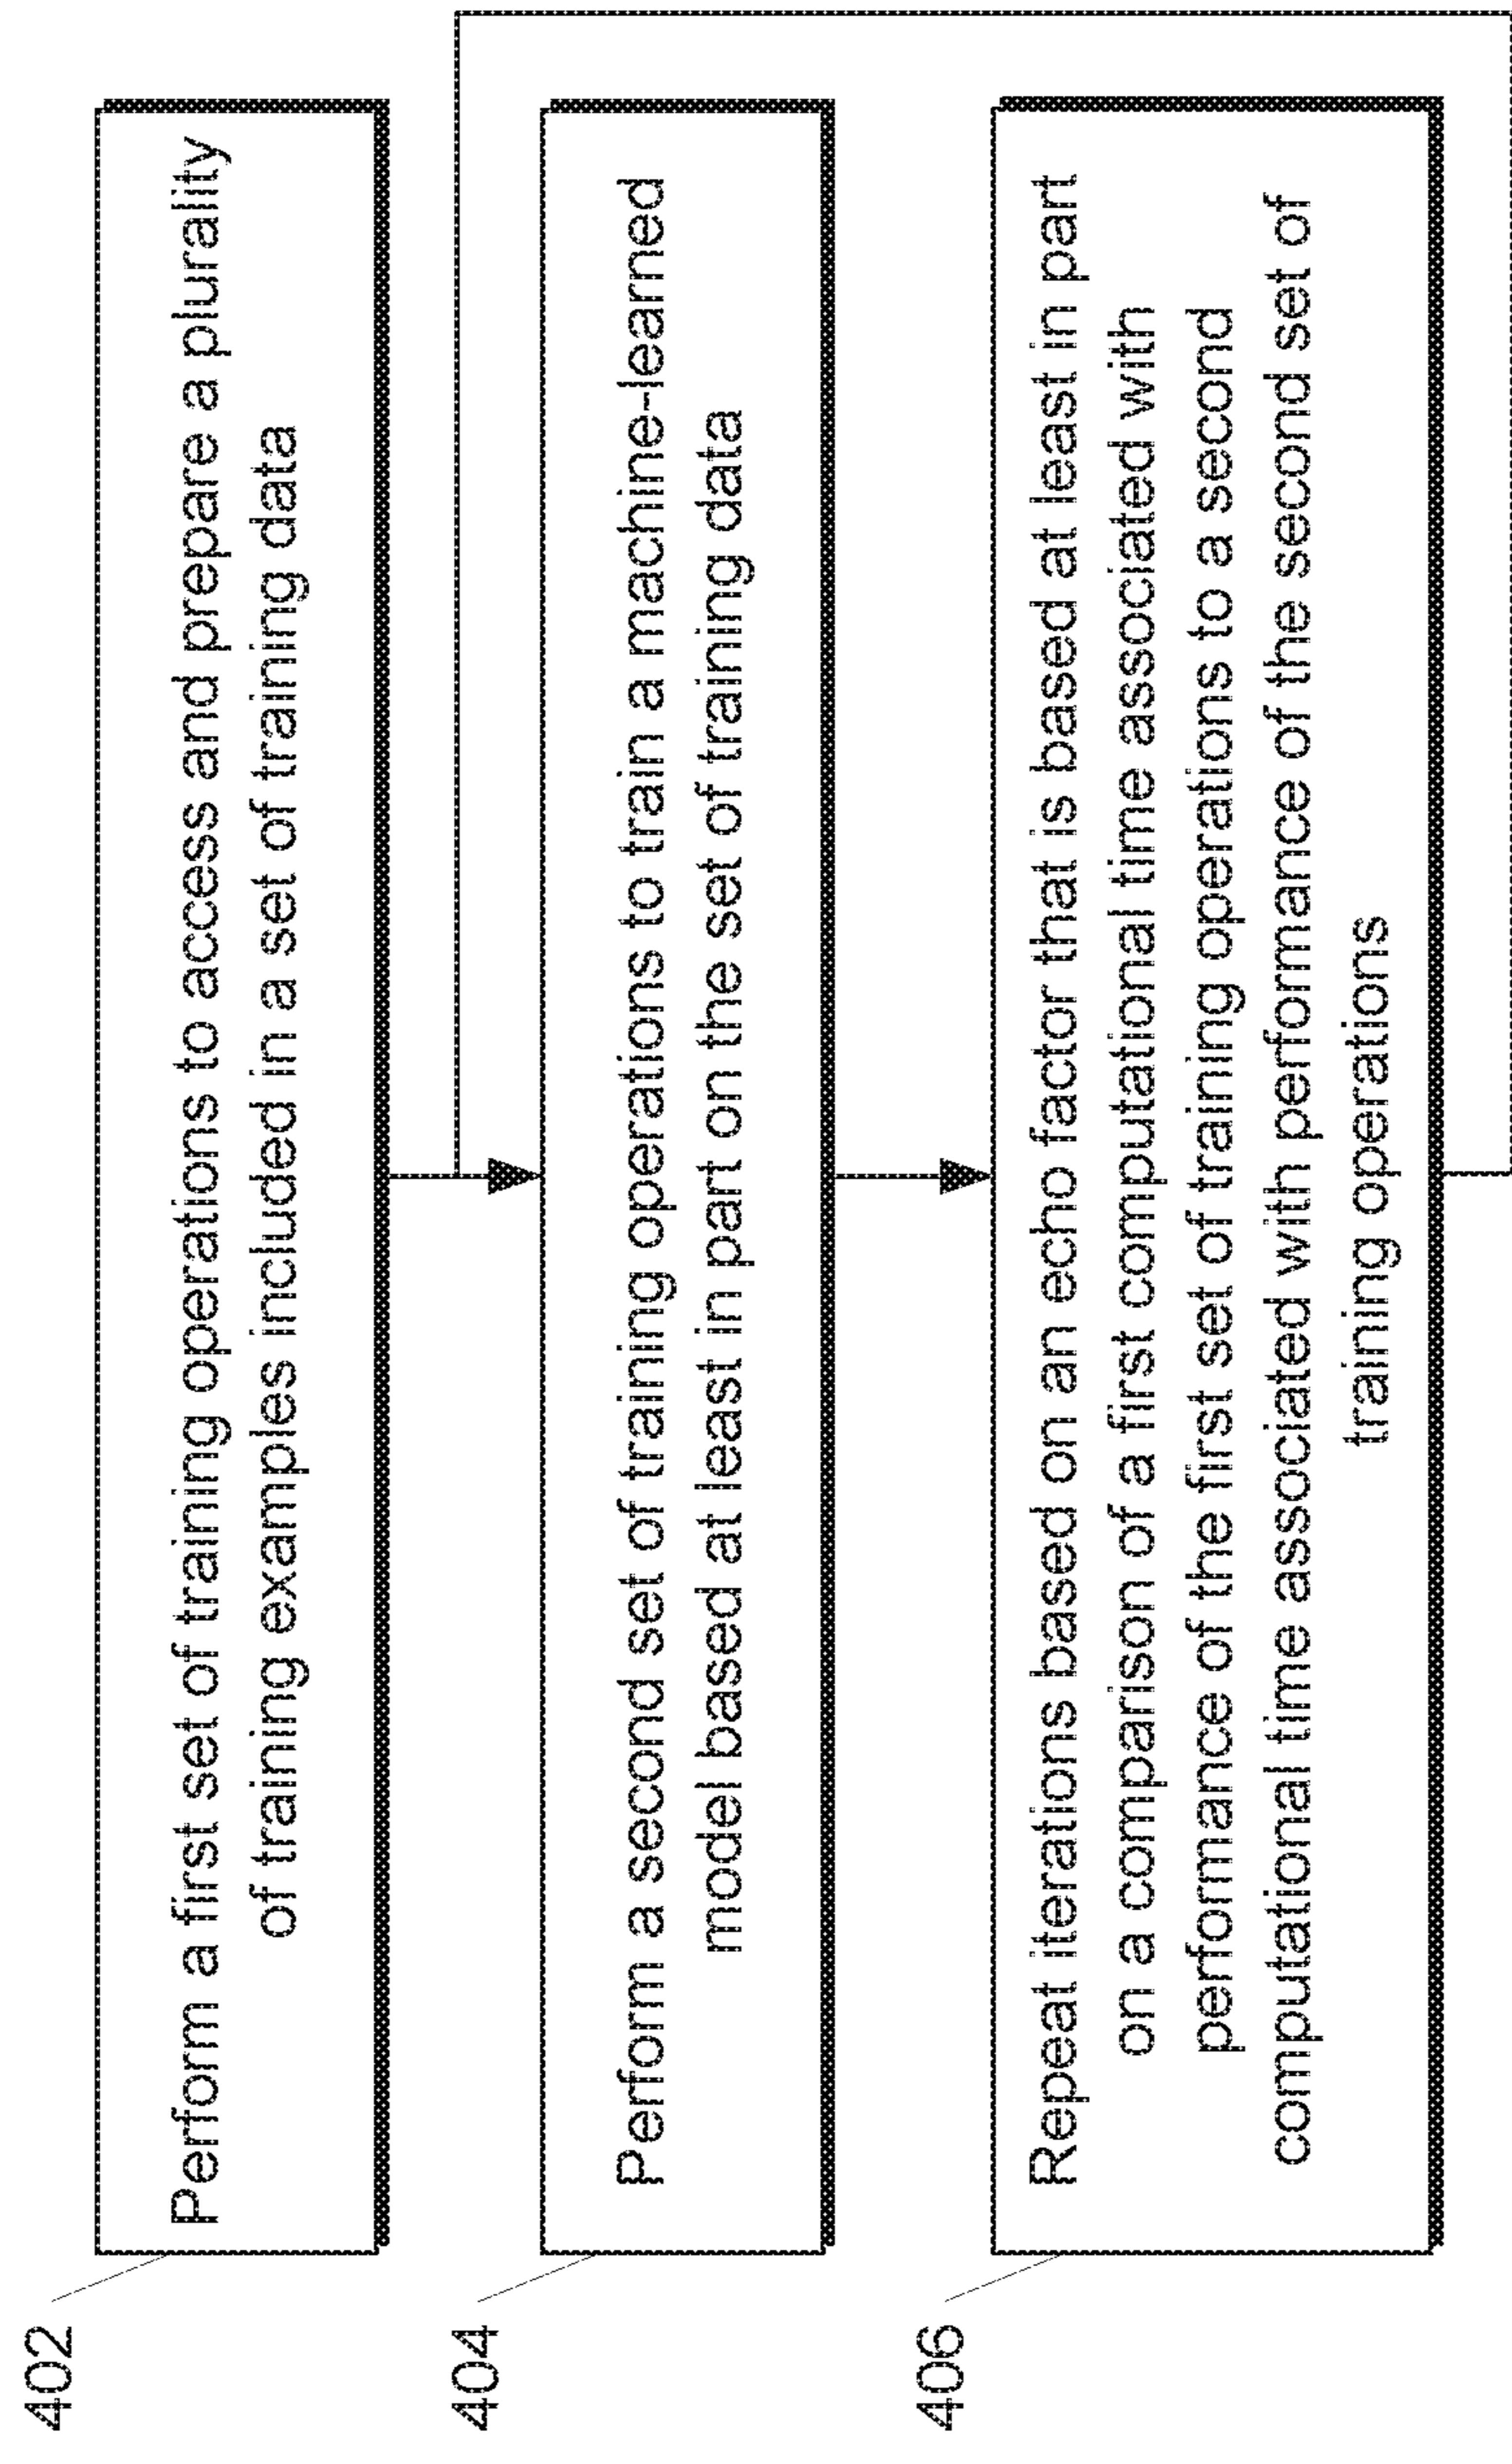 402
Perform a first set of training operations to access and prepare a plurality
of training examples included in a set of training data
404
Perform a second set of training operations to train a machine-learned
model based at least in part on the set of training data
406
Repeat iterations based on an echo factor that is based at least in part
on a comparison of a first computational time associated with
performance of the first set of training operations to a second
computational time associated with performance of the second set of
training operations